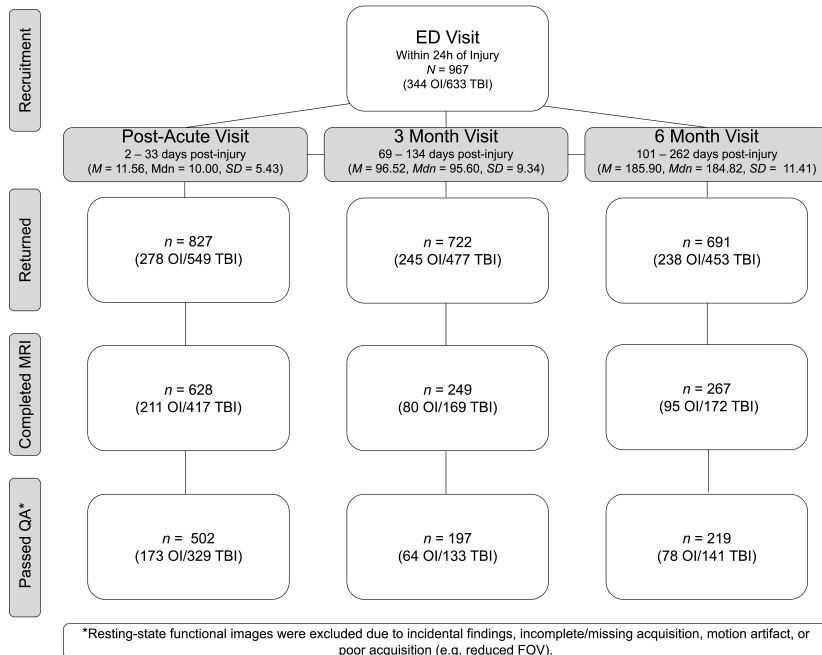 Recruitment
ED Visit
Within 24h of Injury
N = 967
(344 OI/633 TBI)
Post-Acute Visit
2 – 33 days post-injury
(M = 11.56, Mdn = 10.00, SD = 5.43)
3 Month Visit
69 – 134 days post-injury
(M = 96.52, Mdn = 95.60, SD = 9.34)
6 Month Visit
101 – 262 days post-injury
(M = 185.90, Mdn = 184.82, SD = 11.41)
Returned
n = 827
(278 OI/549 TBI)
n = 722
(245 OI/477 TBI)
n = 691
(238 OI/453 TBI)
Completed MRI
n = 628
(211 OI/417 TBI)
n = 249
(80 OI/169 TBI)
n = 267
(95 OI/172 TBI)
Passed QA*
n = 502
(173 OI/329 TBI)
n = 197
(64 OI/133 TBI)
n = 219
(78 OI/141 TBI)
*Resting-state functional images were excluded due to incidental findings, incomplete/missing acquisition, motion artifact, or
poor acquisition (e.g. reduced FOV).